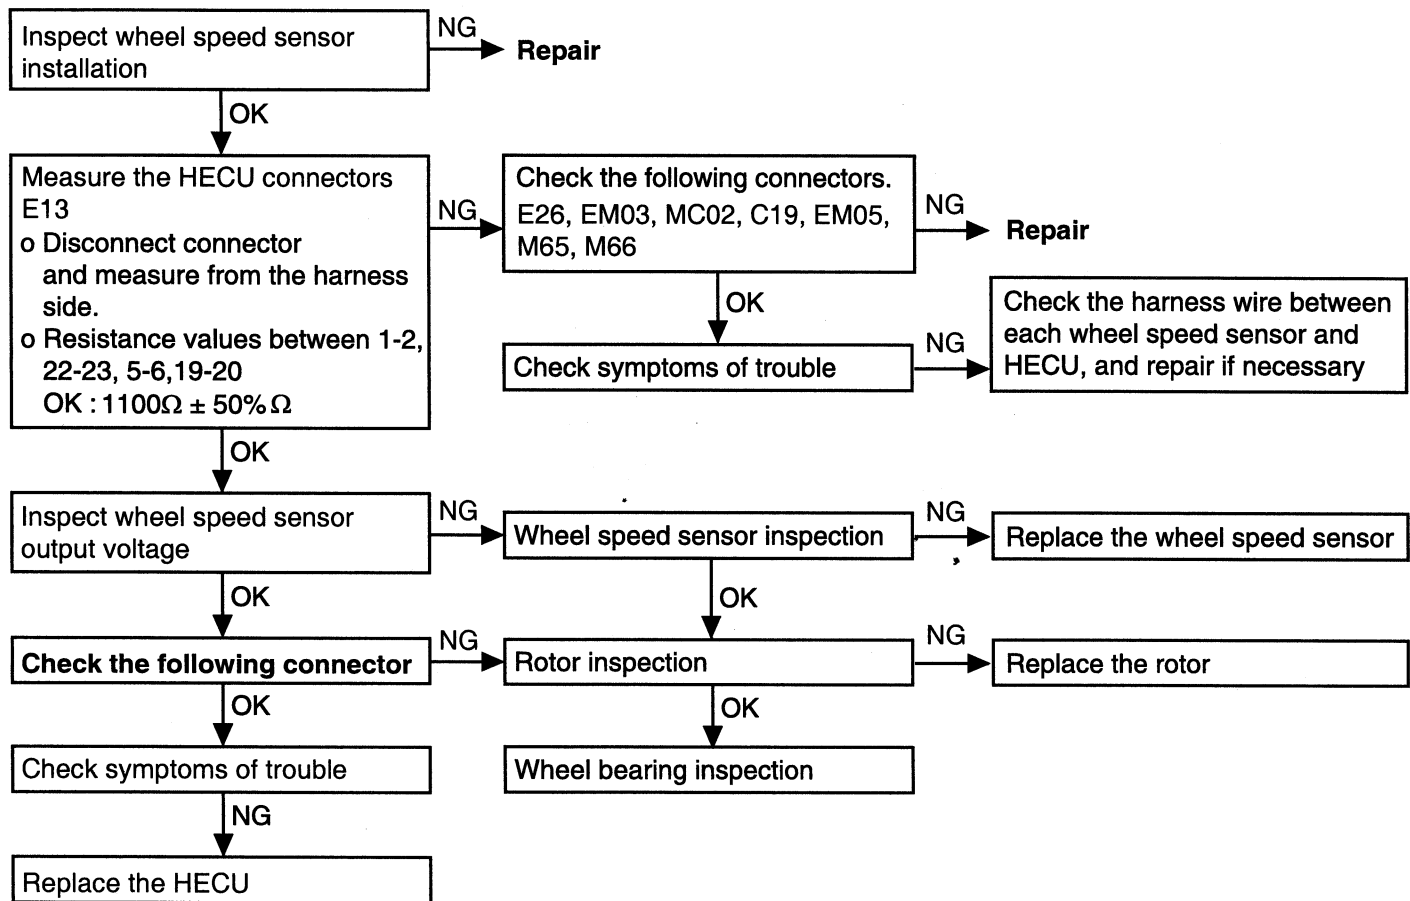 Inspect wheel speed sensor
installation
NG
Repair
OK
Measure the HECU connectors
E13
o Disconnect connector
and measure from the harness
side.
o Resistance values between 1-2,
22-23, 5-6,19-20
OK : 1100Ω ± 50% Ω
NG
Check the following connectors.
E26, EM03, MC02, C19, EM05,
M65, M66
NG
Repair
OK
Check symptoms of trouble
NG
Check the harness wire between
each wheel speed sensor and
HECU, and repair if necessary
OK
Inspect wheel speed sensor
output voltage
NG
Wheel speed sensor inspection
NG
Replace the wheel speed sensor
OK
OK
Check the following connector
NG
Rotor inspection
NG
Replace the rotor
OK
OK
Check symptoms of trouble
Wheel bearing inspection
NG
Replace the HECU